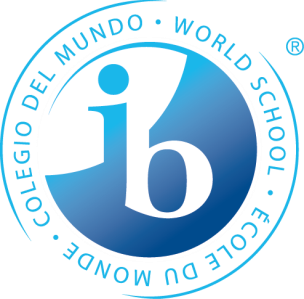 COLEGIO DEL MUNDO · WORLD SCHOOL · ÉCOLE DU MONDE ·
®
ib